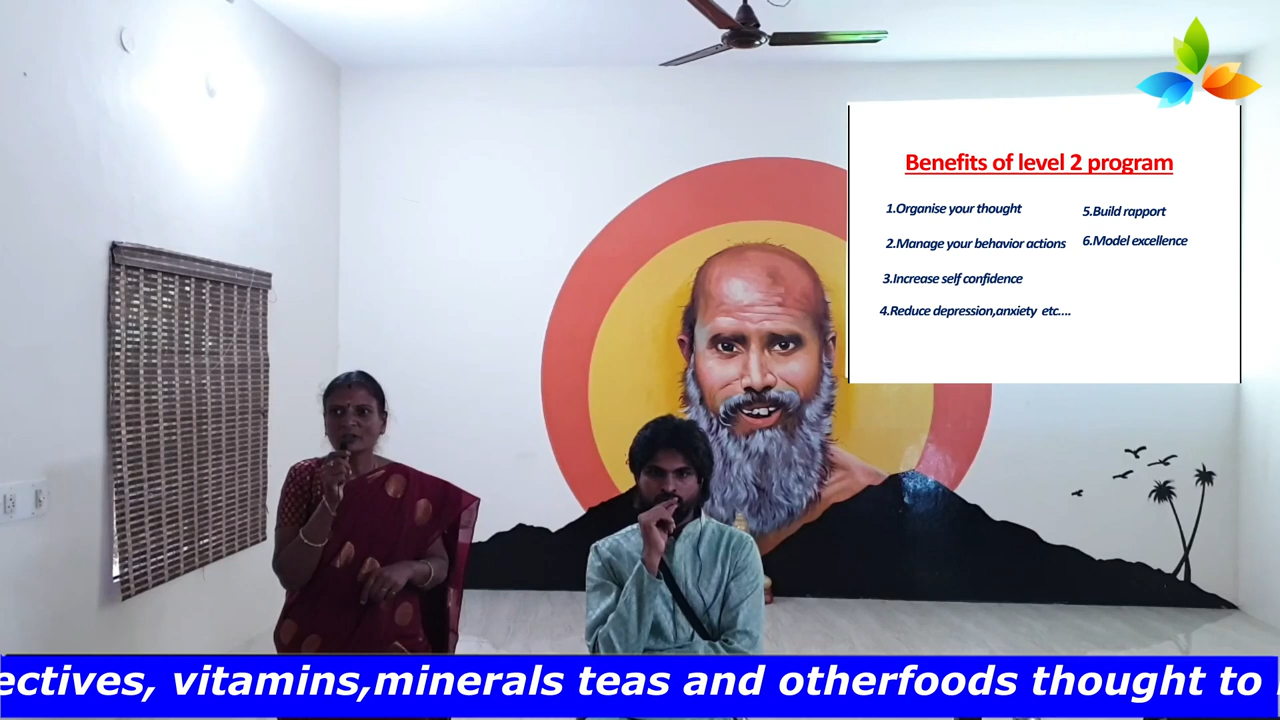 Benefits of level 2 program
1.Organise your thought
2.Manage your behavior actions
3.Increase self confidence
4.Reduce depression,anxiety etc....
5.Build rapport
6.Model excellence
ectives, vitamins,minerals teas and otherfoods thought to